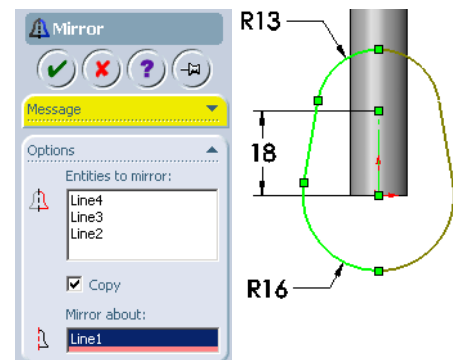 Mirror
Message
Options
Entities to mirror:
Line4
Line3
Line2
Copy
Mirror about:
Line1
R13
18
R16